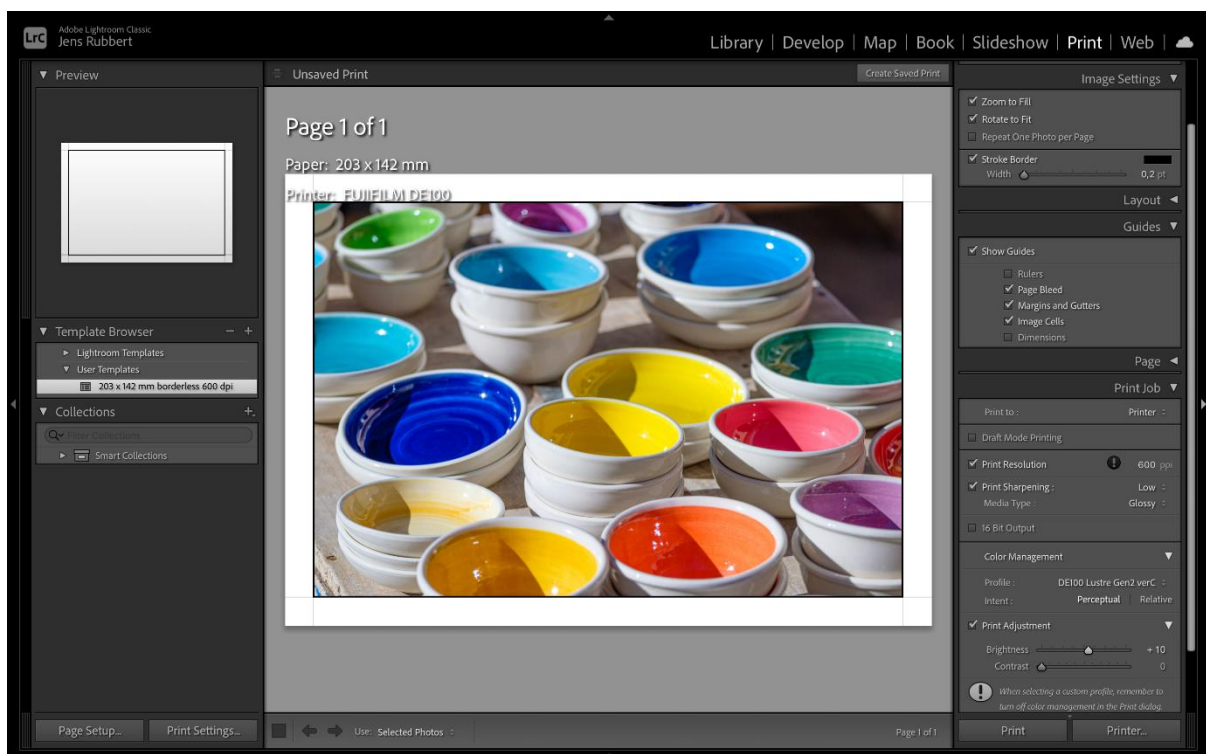 LrC
Adobe Lightroom Classic
Jens Rubbert
Library | Develop | Map | Book | Slideshow | Print | Web |
Preview
Unsaved Print
Create Saved Print
Page 1 of 1
Paper: 203 x 142 mm
Printer: FUJIFILM DE100
Template Browser
Lightroom Templates
User Templates
203 x 142 mm borderless 600 dpi
Collections
Filter Collections
Smart Collections
Page Setup...
Print Settings...
Use: Selected Photos
Page 1 of 1
Image Settings
Zoom to Fill
Rotate to Fit
Repeat One Photo per Page
Stroke Border
Width 0,2 pt
Layout
Guides
Show Guides
Rulers
Page Bleed
Margins and Gutters
Image Cells
Dimensions
Page
Print Job
Print to : Printer
Draft Mode Printing
Print Resolution 600 ppi
Print Sharpening : Low
Media Type : Glossy
16 Bit Output
Color Management
Profile : DE100 Lustre Gen2 verC
Intent : Perceptual | Relative
Print Adjustment
Brightness + 10
Contrast 0
When selecting a custom profile, remember to
turn off color management in the Print dialog
Print
Printer...